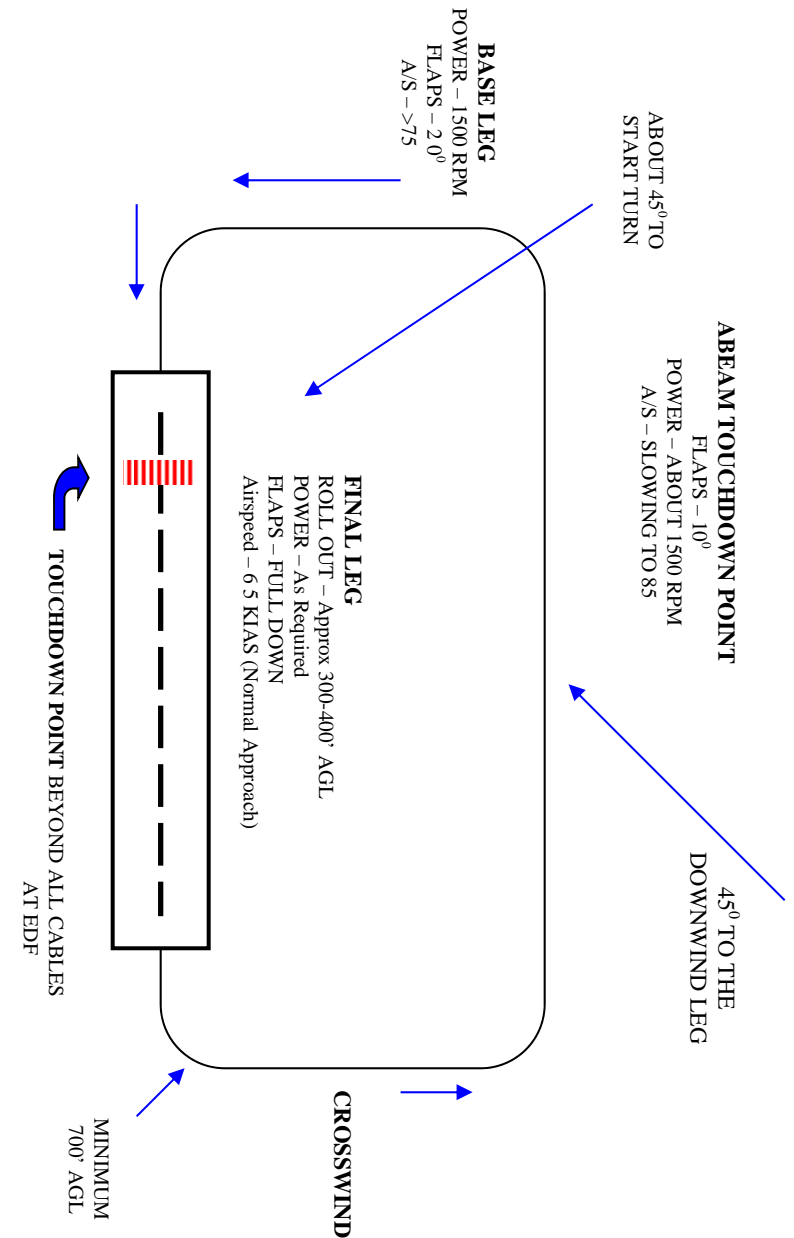 45⁰ TO THE
DOWNWIND LEG
ABEAM TOUCHDOWN POINT
FLAPS – 10⁰
POWER – ABOUT 1500 RPM
A/S – SLOWING TO 85
ABOUT 45⁰ TO
START TURN
BASE LEG
POWER – 1500 RPM
FLAPS – 2 0⁰
A/S – >75
FINAL LEG
ROLL OUT – Approx 300-400’ AGL
POWER – As Required
FLAPS – FULL DOWN
Airspeed – 6 5 KIAS (Normal Approach)
CROSSWIND
MINIMUM
700’ AGL
TOUCHDOWN POINT BEYOND ALL CABLES
AT EDF